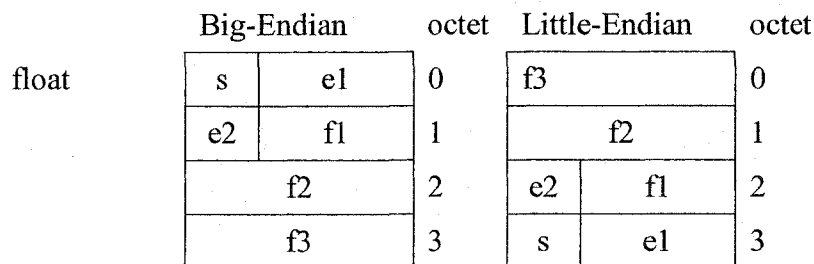 Big-Endian octet Little-Endian octet
float s e1 0 f3 0
e2 f1 1 f2 1
f2 2 e2 f1 2
f3 3 s e1 3